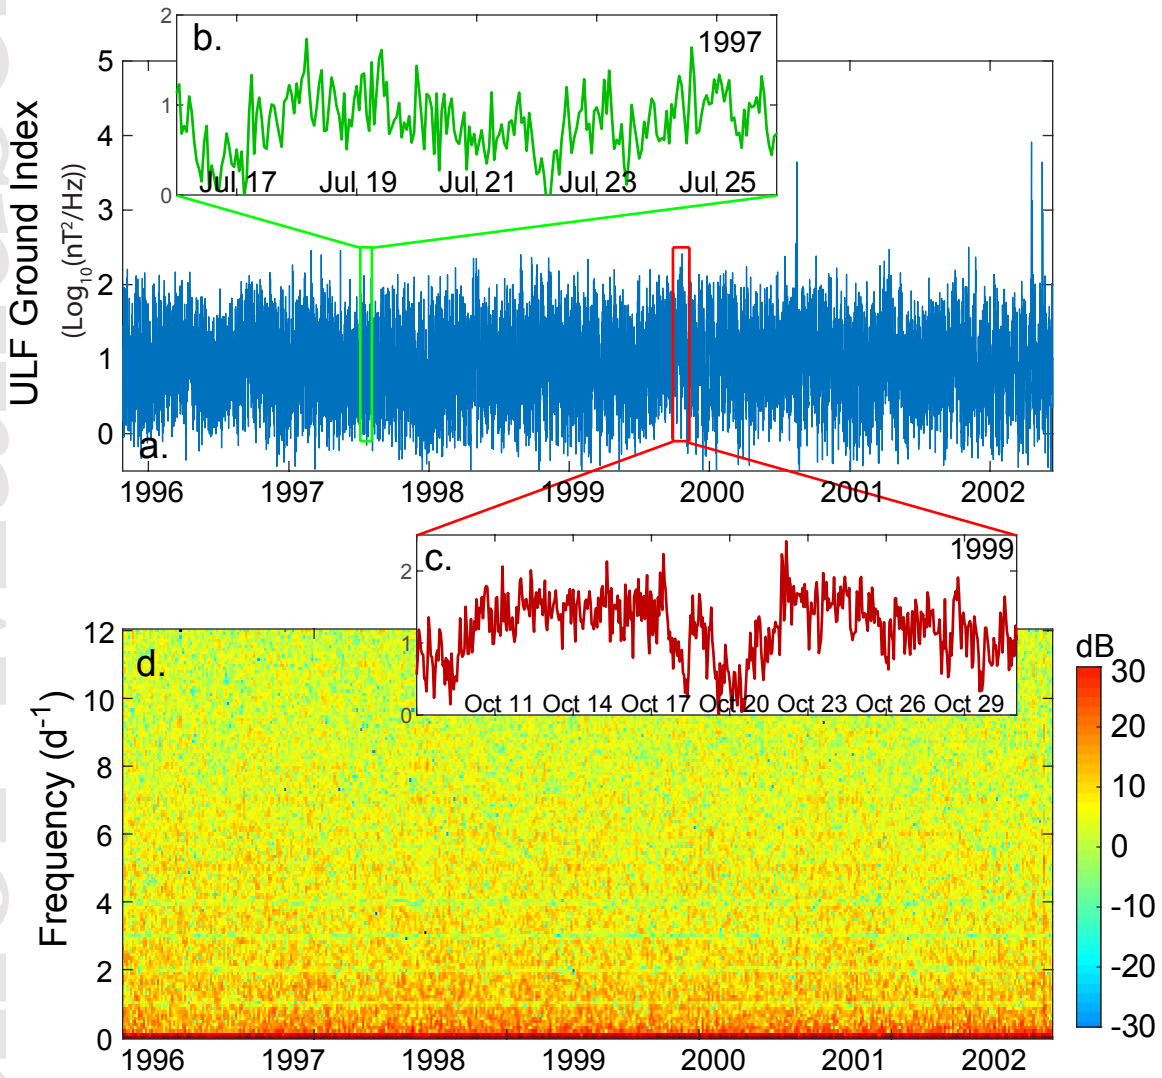 b.
1997
2
1
0
Jul 17
Jul 19
Jul 21
Jul 23
Jul 25
ULF Ground Index
(Log10(nT2/Hz))
5
4
3
2
1
0
a.
1996
1997
1998
1999
2000
2001
2002
c.
1999
2
1
0
Oct 11
Oct 14
Oct 17
Oct 20
Oct 23
Oct 26
Oct 29
d.
Frequency (d-1)
12
10
8
6
4
2
0
1996
1997
1998
1999
2000
2001
2002
dB
30
20
10
0
-10
-20
-30